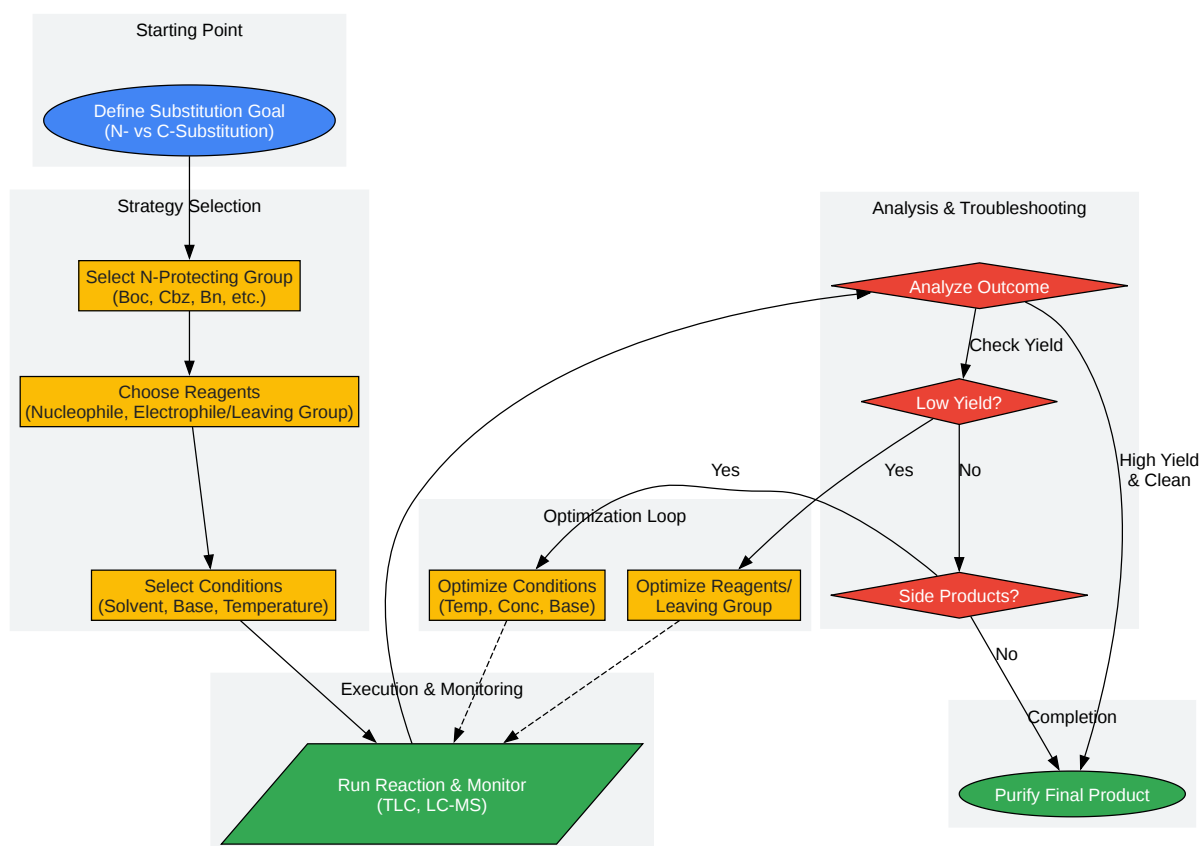 Starting Point
Define Substitution Goal
(N- vs C-Substitution)
Strategy Selection
Select N-Protecting Group
(Boc, Cbz, Bn, etc.)
Choose Reagents
(Nucleophile, Electrophile/Leaving Group)
Select Conditions
(Solvent, Base, Temperature)
Analysis & Troubleshooting
Analyze Outcome
Check Yield
Low Yield?
High Yield
& Clean
Yes
Yes
No
Optimization Loop
Optimize Conditions
(Temp, Conc, Base)
Optimize Reagents/
Leaving Group
Side Products?
No
Execution & Monitoring
Run Reaction & Monitor
(TLC, LC-MS)
Completion
Purify Final Product